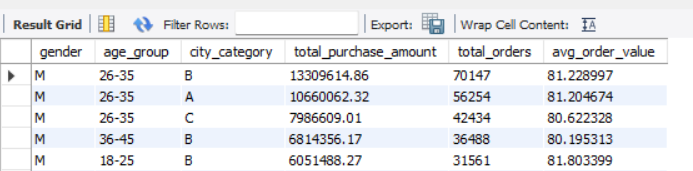 Result Grid Filter Rows: Export: Wrap Cell Content: IA
gender age_group city_category total_purchase_amount total_orders avg_order_value
M 26-35 B 13309614.86 70147 81.228997
M 26-35 A 10660062.32 56254 81.204674
M 26-35 C 7986609.01 42434 80.622328
M 36-45 B 6814356.17 36488 80.195313
M 18-25 B 6051488.27 31561 81.803399